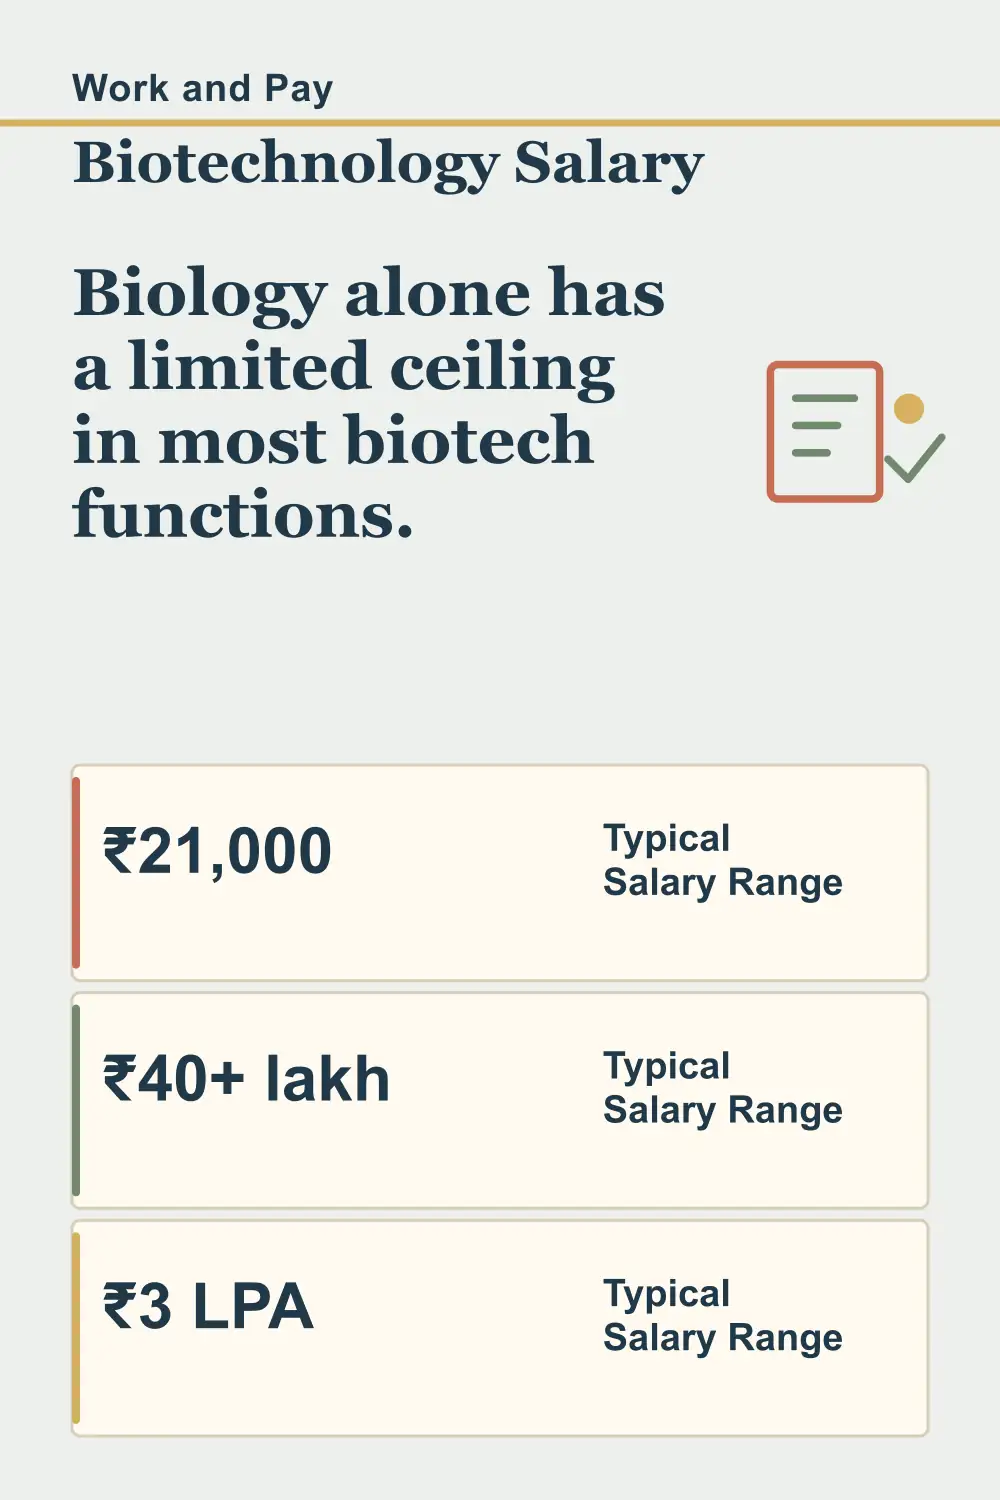 Work and Pay
Biotechnology Salary
Biology alone has
a limited ceiling
in most biotech
functions.
₹21,000
Typical
Salary Range
₹40+ lakh
Typical
Salary Range
₹3 LPA
Typical
Salary Range